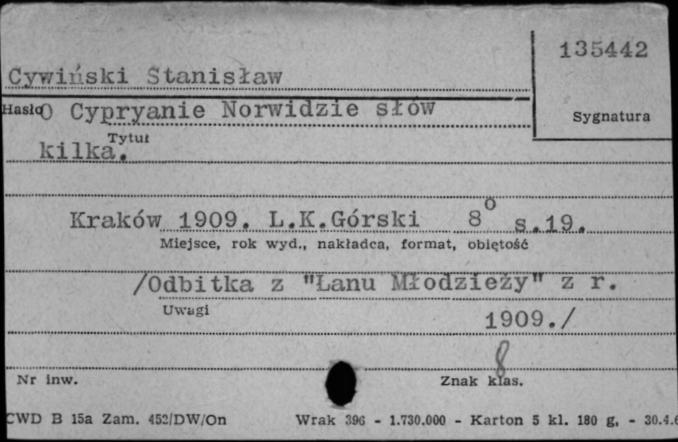 135442
Cywiński Stanisław
Hasło O Cypryanie Norwidzie słów
Sygnatura
Tytuł
kilka.
Kraków 1909. L.K.Górski 8° s.19.
Miejsce, rok wyd., nakładca, format, objętość
/Odbitka z "Łanu Młodzieży" z r.
Uwagi
1909./
8
Nr inw.
Znak klas.
CWD B 15a Zam. 452/DW/On Wrak 396 - 1.730.000 - Karton 5 kl. 180 g. - 30.4.6